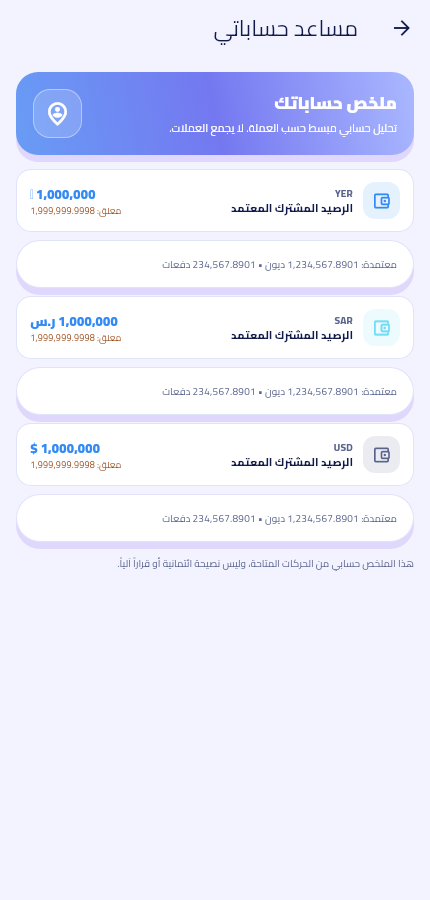 مساعد حساباتي
ملخص حساباتك
تحليل حسابي مبسط حسب العملة. لا يجمع العملات.
YER
الرصيد المشترك المعتمد
1,000,000
معلق: 1,999,999.9998
معتمدة: 1,234,567.8901 ديون • 234,567.8901 دفعات
SAR
الرصيد المشترك المعتمد
1,000,000 ر.س
معلق: 1,999,999.9998
معتمدة: 1,234,567.8901 ديون • 234,567.8901 دفعات
USD
الرصيد المشترك المعتمد
1,000,000 $
معلق: 1,999,999.9998
معتمدة: 1,234,567.8901 ديون • 234,567.8901 دفعات
هذا الملخص حسابي من الحركات المتاحة، وليس نصيحة ائتمانية أو قراراً آلياً.